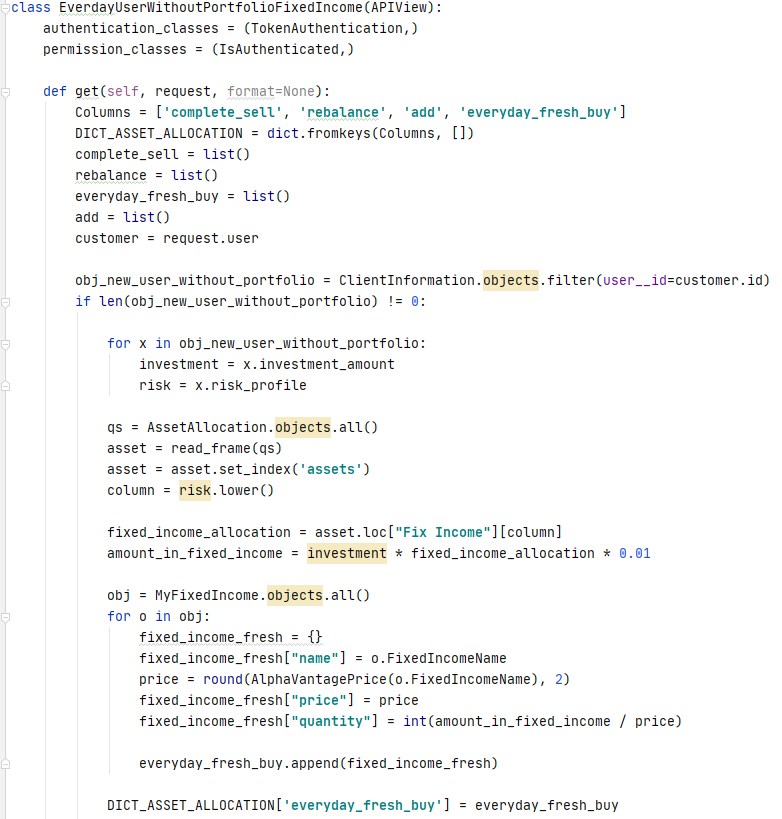 class EverdayUserWithoutPortfolioFixedIncome(APIView):
    authentication_classes = (TokenAuthentication,)
    permission_classes = (IsAuthenticated,)

    def get(self, request, format=None):
        Columns = ['complete_sell', 'rebalance', 'add', 'everyday_fresh_buy']
        DICT_ASSET_ALLOCATION = dict.fromkeys(Columns, [])
        complete_sell = list()
        rebalance = list()
        everyday_fresh_buy = list()
        add = list()
        customer = request.user

        obj_new_user_without_portfolio = ClientInformation.objects.filter(user__id=customer.id)
        if len(obj_new_user_without_portfolio) != 0:

            for x in obj_new_user_without_portfolio:
                investment = x.investment_amount
                risk = x.risk_profile

            qs = AssetAllocation.objects.all()
            asset = read_frame(qs)
            asset = asset.set_index('assets')
            column = risk.lower()

            fixed_income_allocation = asset.loc["Fix Income"][column]
            amount_in_fixed_income = investment * fixed_income_allocation * 0.01

            obj = MyFixedIncome.objects.all()
            for o in obj:
                fixed_income_fresh = {}
                fixed_income_fresh["name"] = o.FixedIncomeName
                price = round(AlphaVantagePrice(o.FixedIncomeName), 2)
                fixed_income_fresh["price"] = price
                fixed_income_fresh["quantity"] = int(amount_in_fixed_income / price)

                everyday_fresh_buy.append(fixed_income_fresh)

            DICT_ASSET_ALLOCATION['everyday_fresh_buy'] = everyday_fresh_buy